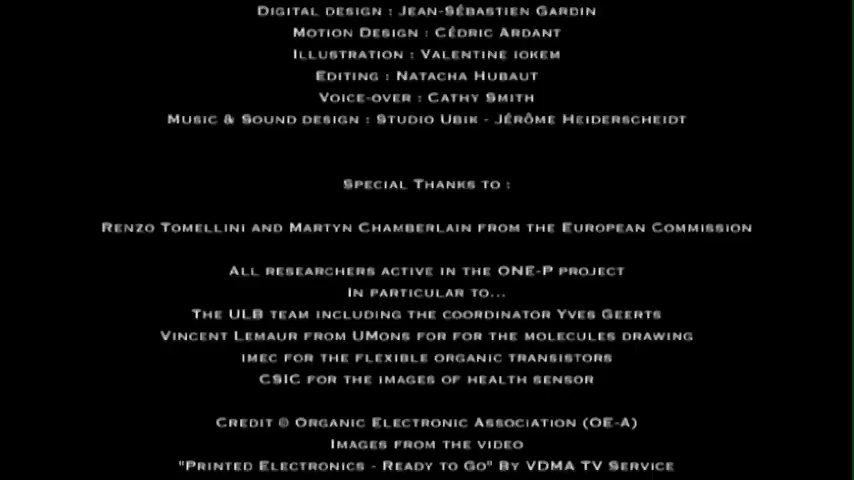 Digital design : Jean-Sébastien Gardin
Motion Design : Cédric Ardant
Illustration : Valentine iokem
Editing : Natacha Hubaut
Voice-over : Cathy Smith
Music & Sound design : Studio Ubik - Jérôme Heiderscheidt
Special Thanks to :
Renzo Tomellini and Martyn Chamberlain from the European Commission
All researchers active in the ONE-P project
In particular to...
The ULB team including the coordinator Yves Geerts
Vincent Lemaur from UMons for for the molecules drawing
imec for the flexible organic transistors
CSIC for the images of health sensor
Credit © Organic Electronic Association (OE-A)
Images from the video
"Printed Electronics - Ready to Go" By VDMA TV Service